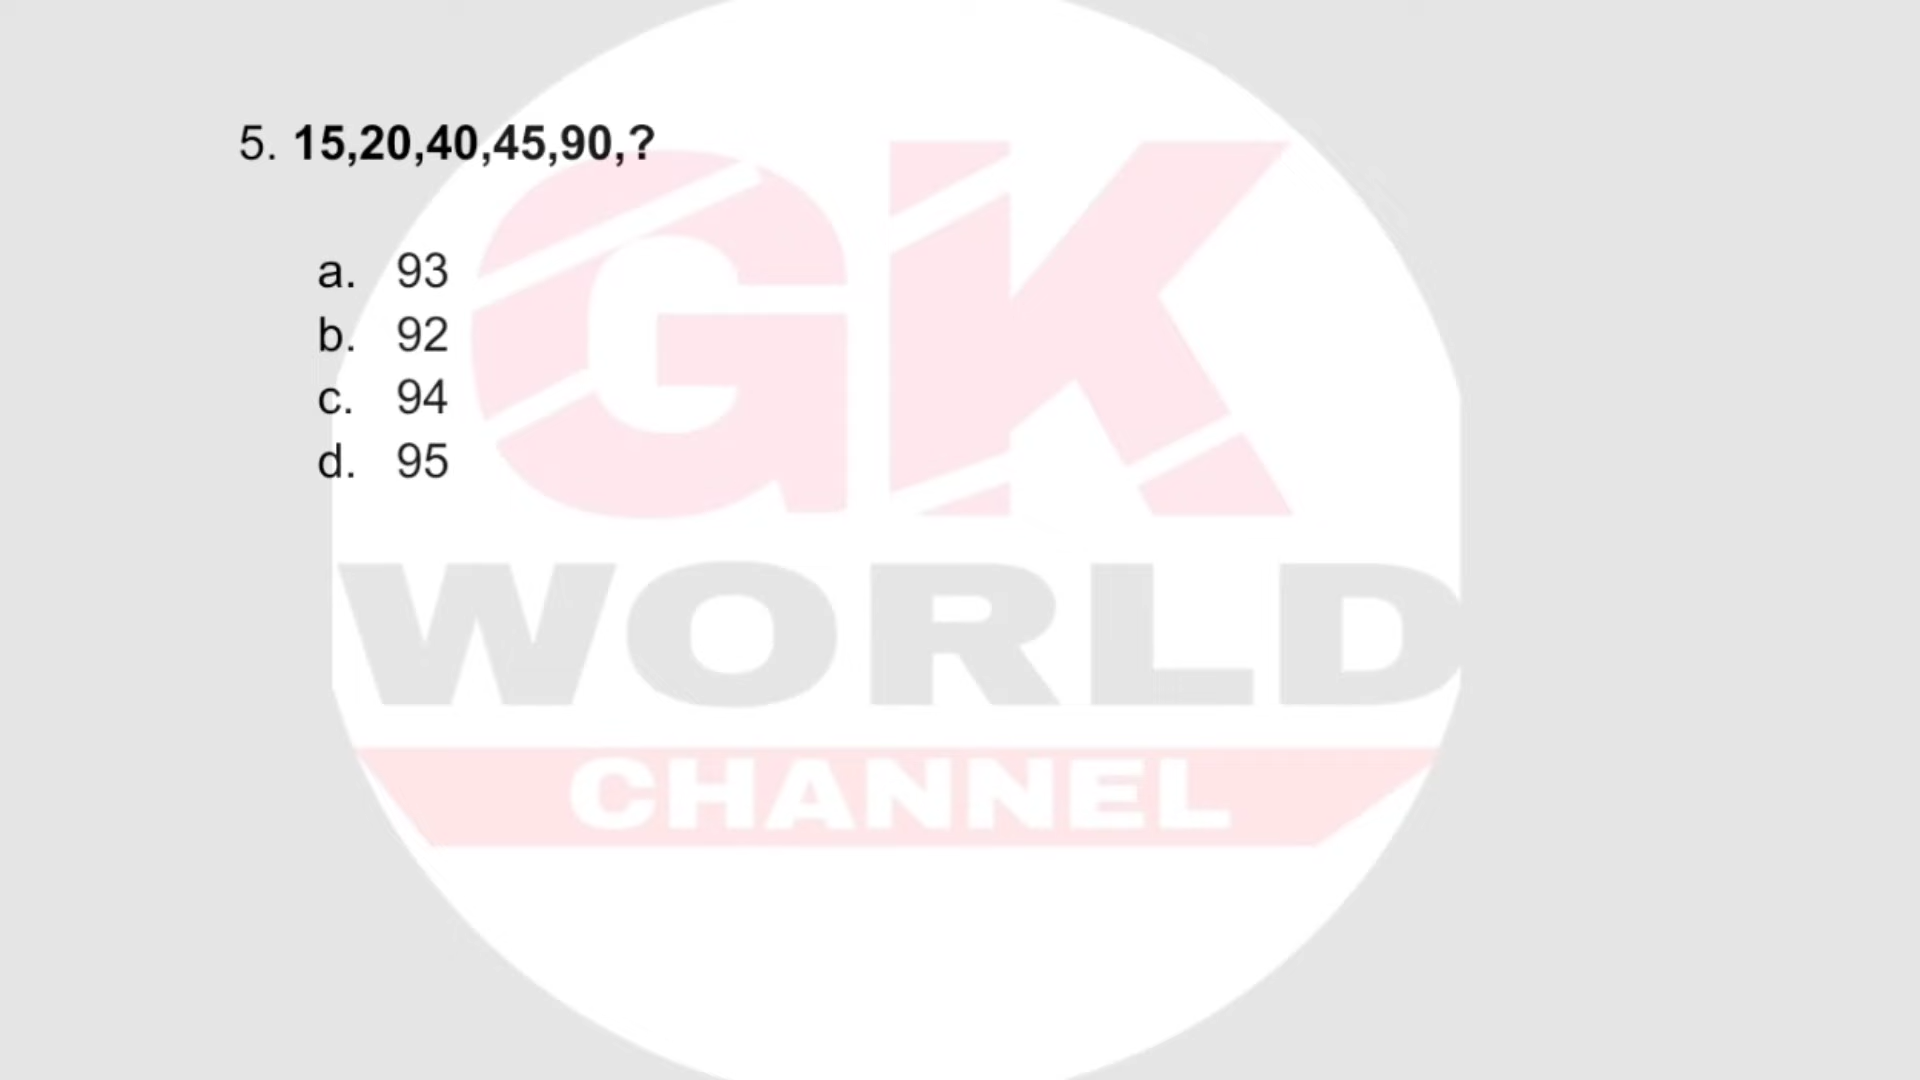 5. 15,20,40,45,90,?
a. 93
b. 92
c. 94
d. 95
GK
WORLD
CHANNEL